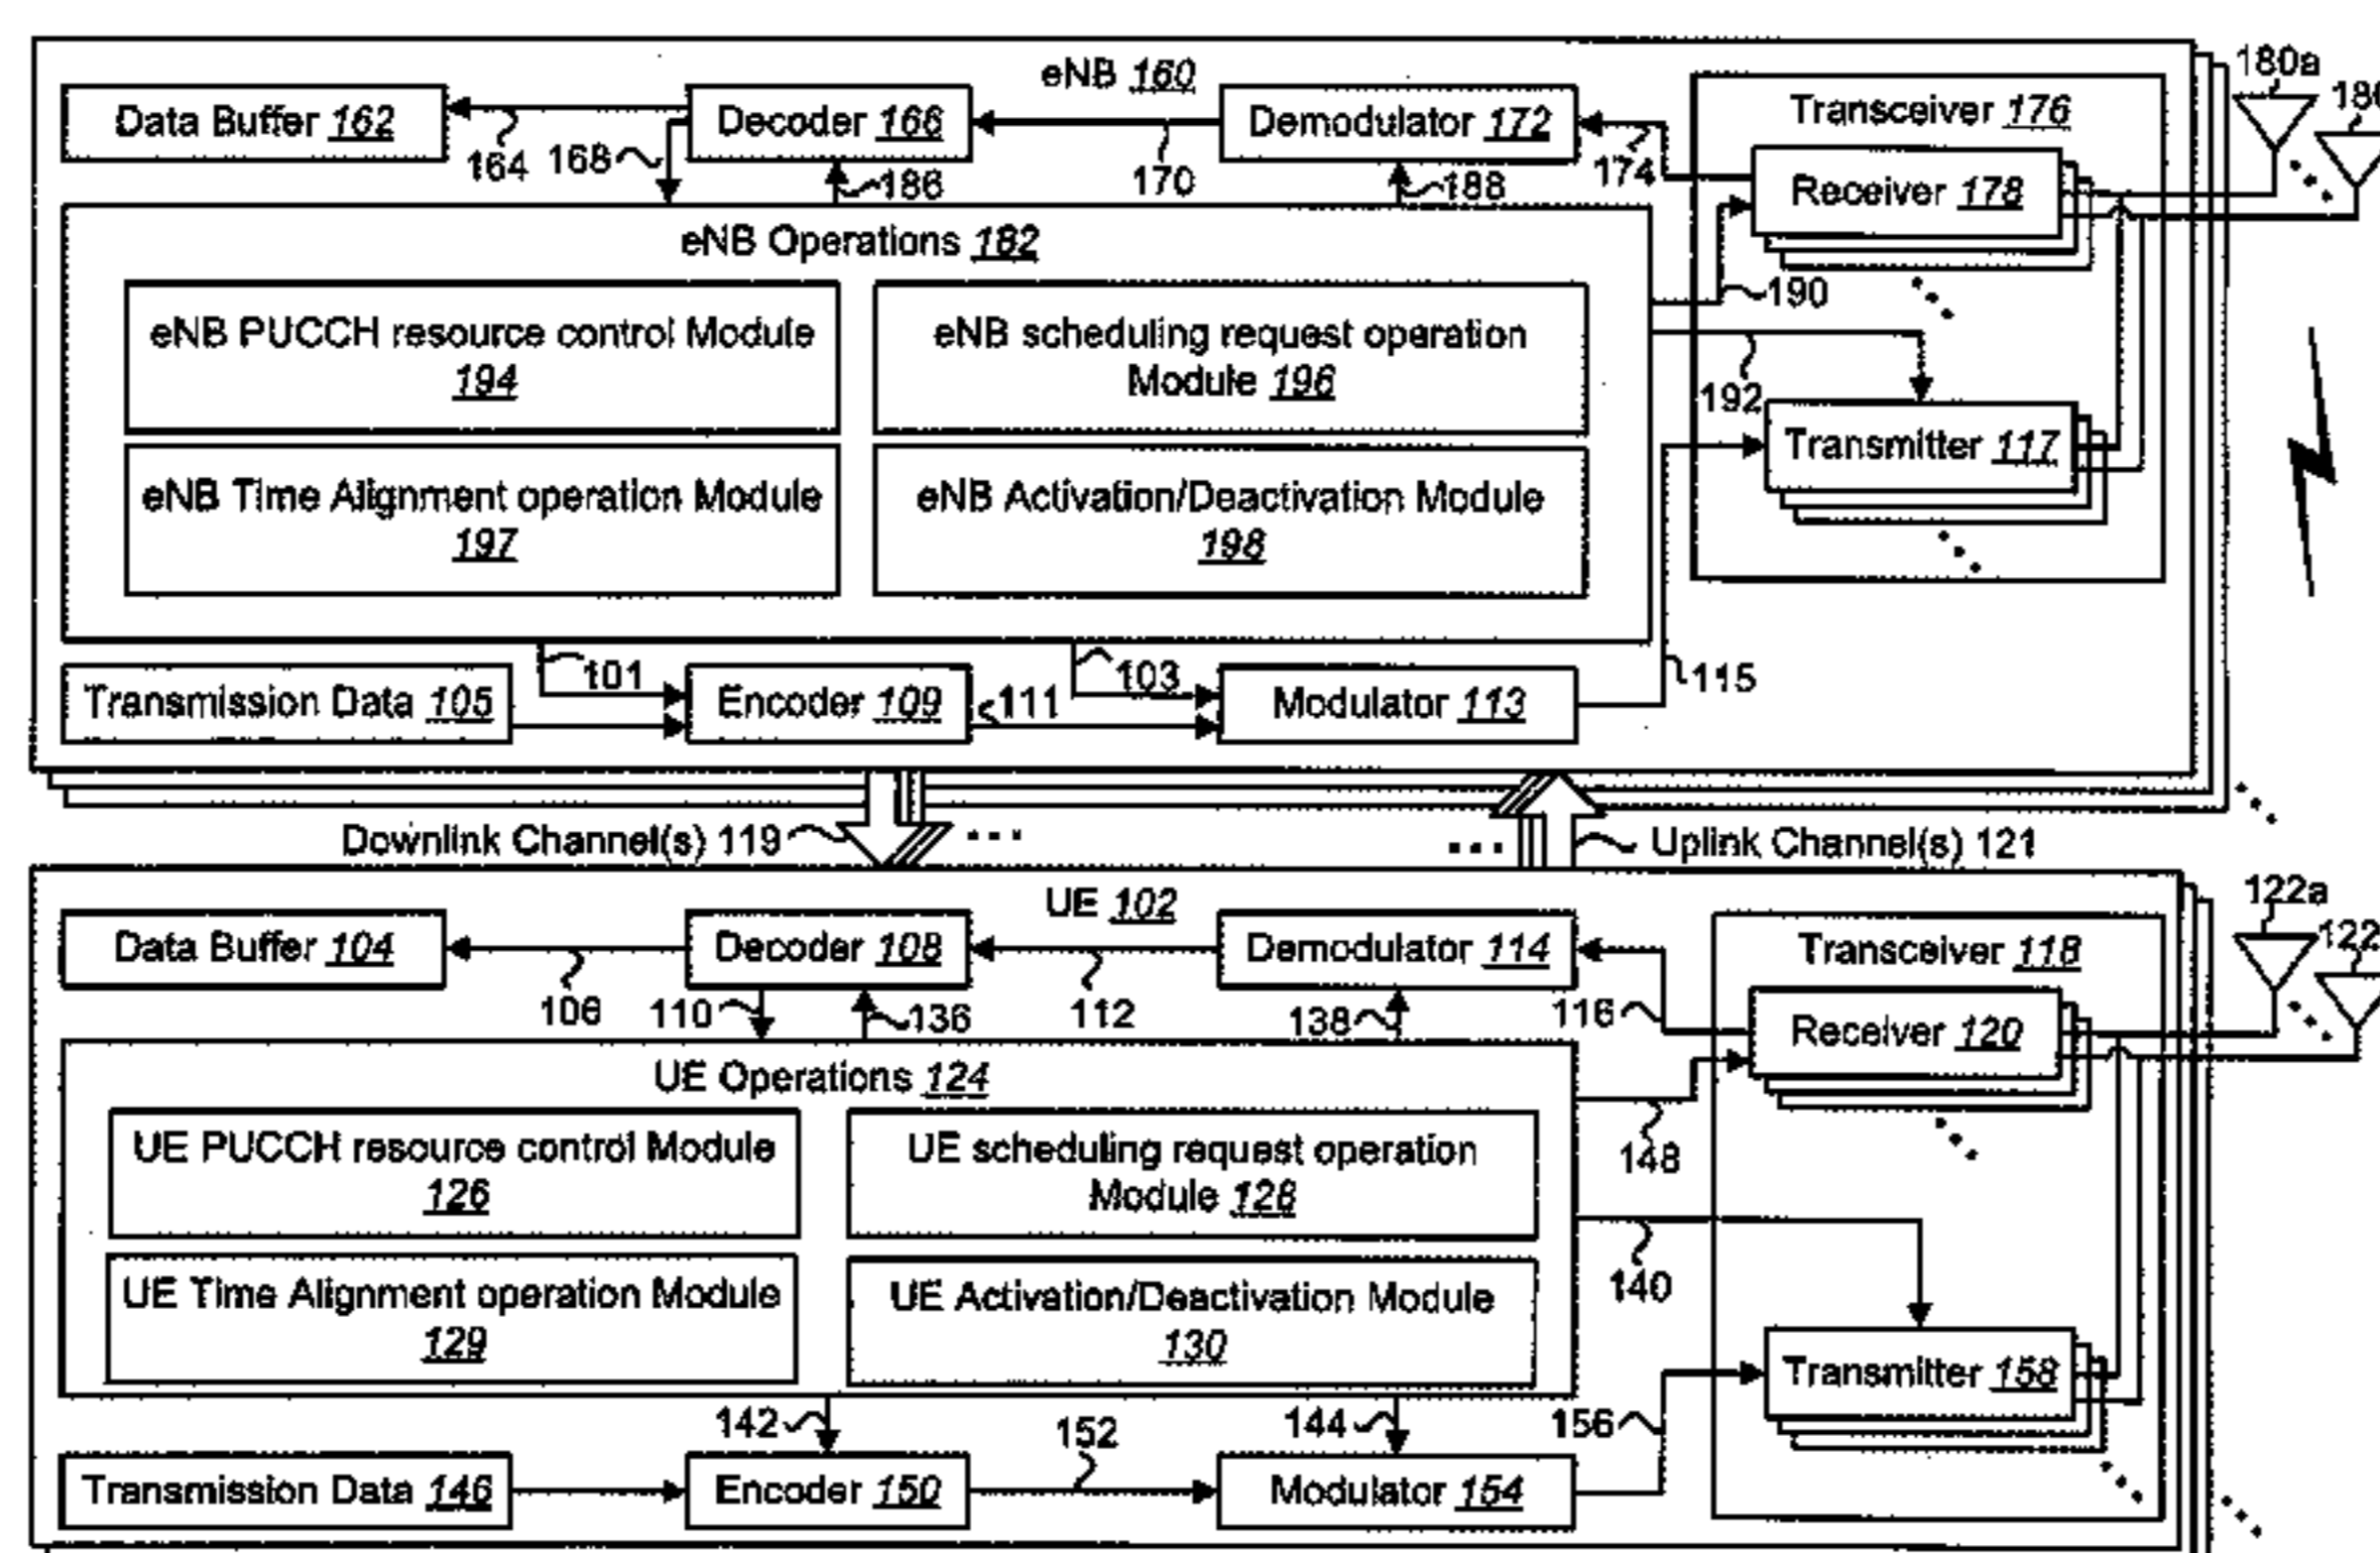 eNB 160
180a
180
Data Buffer 162
Decoder 166
Demodulator 172
Transceiver 176
164
168
186
170
188
174
Receiver 178
eNB Operations 182
190
eNB PUCCH resource control Module
194
eNB scheduling request operation
Module 196
192
Transmitter 117
eNB Time Alignment operation Module
197
eNB Activation/Deactivation Module
198
101
103
115
Transmission Data 105
Encoder 109
111
Modulator 113
Downlink Channel(s) 119
Uplink Channel(s) 121
UE 102
122a
122
Data Buffer 104
Decoder 108
Demodulator 114
Transceiver 118
106
110
136
112
138
116
Receiver 120
UE Operations 124
148
UE PUCCH resource control Module
126
UE scheduling request operation
Module 128
140
UE Time Alignment operation Module
129
UE Activation/Deactivation Module
130
Transmitter 158
142
152
144
156
Transmission Data 146
Encoder 150
Modulator 154